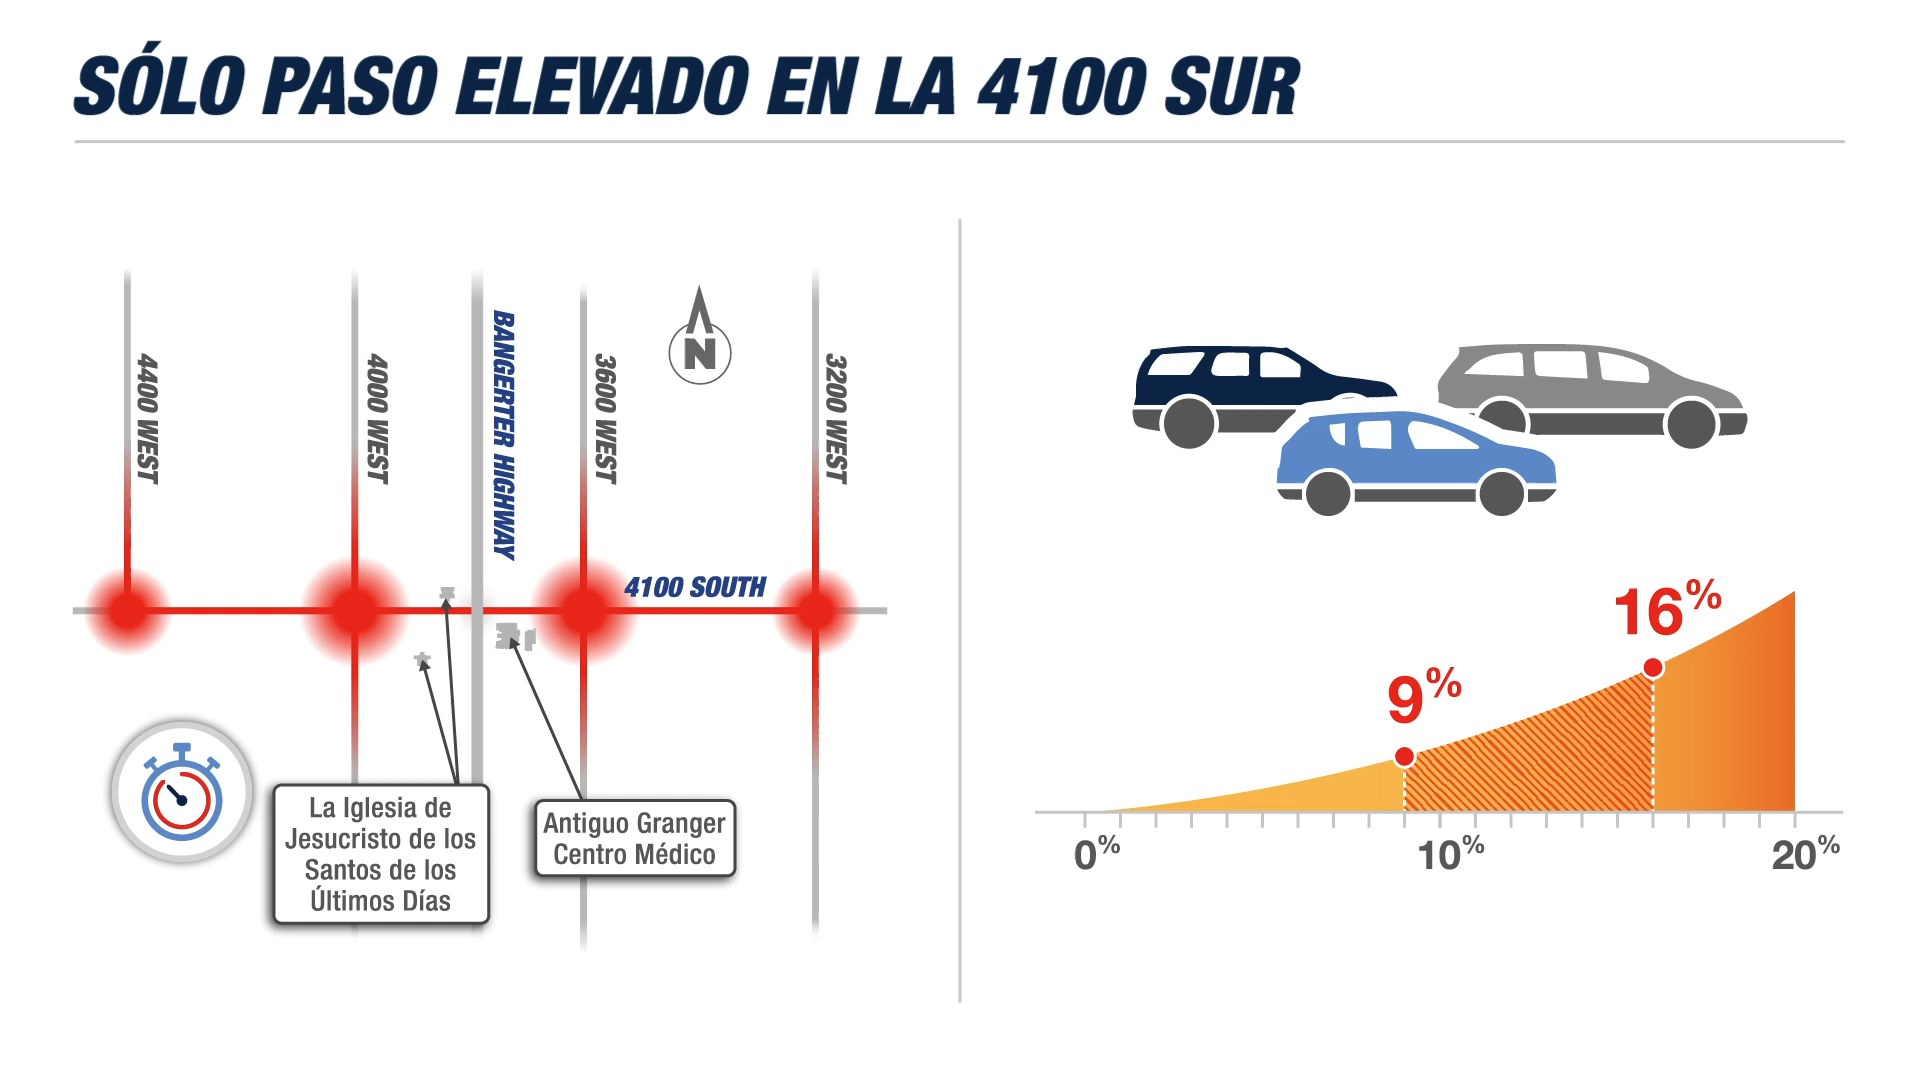 SÓLO PASO ELEVADO EN LA 4100 SUR
4400 WEST
4000 WEST
BANGERTER HIGHWAY
3600 WEST
N
3200 WEST
4100 SOUTH
La Iglesia de
Jesucristo de los
Santos de los
Últimos Días
Antiguo Granger
Centro Médico
9%
16%
0%
10%
20%